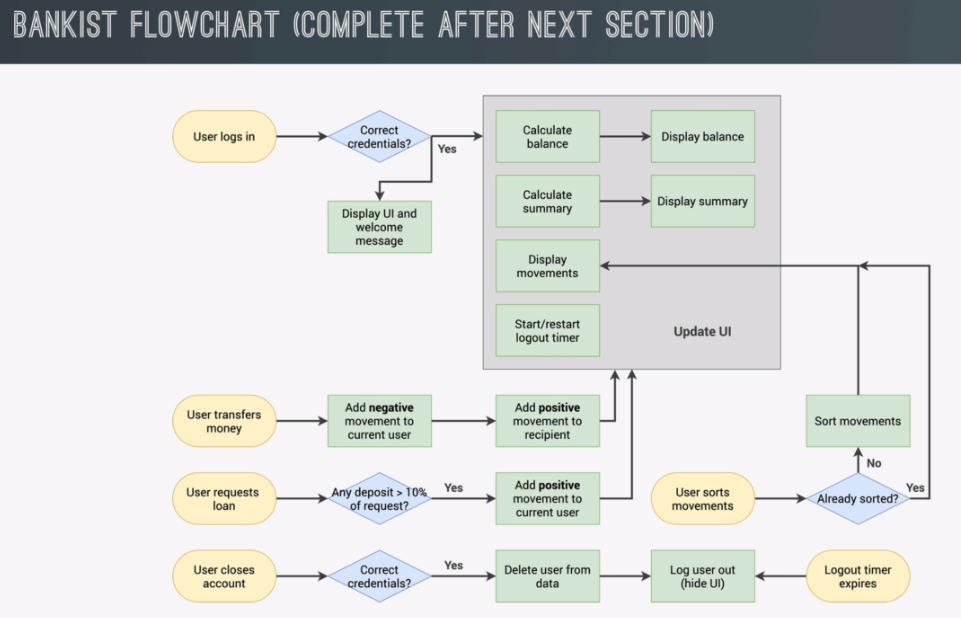 BANKIST FLOWCHART (COMPLETE AFTER NEXT SECTION)
User logs in
Correct
credentials?
Yes
Display UI and
welcome
message
Calculate
balance
Display balance
Calculate
summary
Display summary
Display
movements
Start/restart
logout timer
Update UI
User transfers
money
Add negative
movement to
current user
Add positive
movement to
recipient
Sort movements
No
User requests
loan
Any deposit > 10%
of request?
Yes
Add positive
movement to
current user
User sorts
movements
Already sorted?
Yes
User closes
account
Correct
credentials?
Yes
Delete user from
data
Log user out
(hide UI)
Logout timer
expires